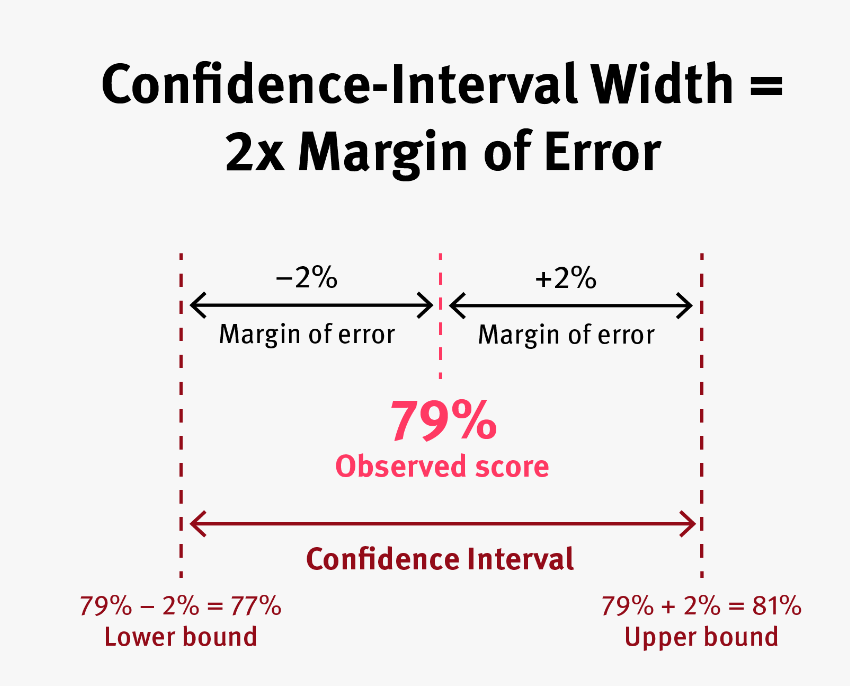 Confidence-Interval Width =
2x Margin of Error
−2%
+2%
Margin of error
Margin of error
79%
Observed score
Confidence Interval
79% − 2% = 77%
Lower bound
79% + 2% = 81%
Upper bound